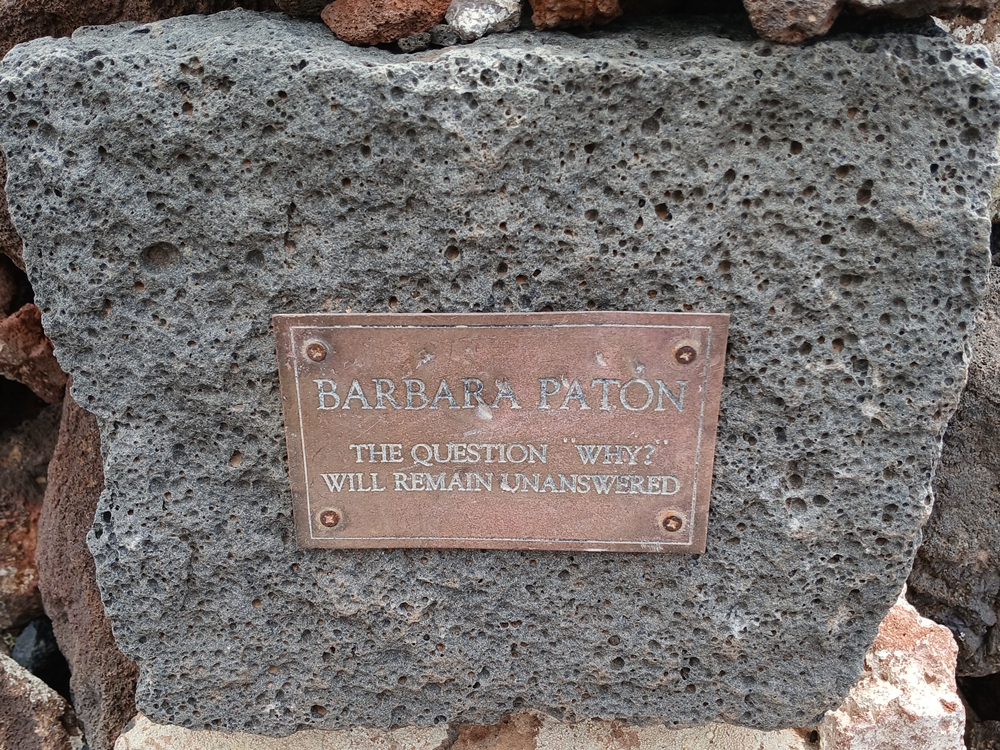 BARBARA PATON
THE QUESTION "WHY?"
WILL REMAIN UNANSWERED